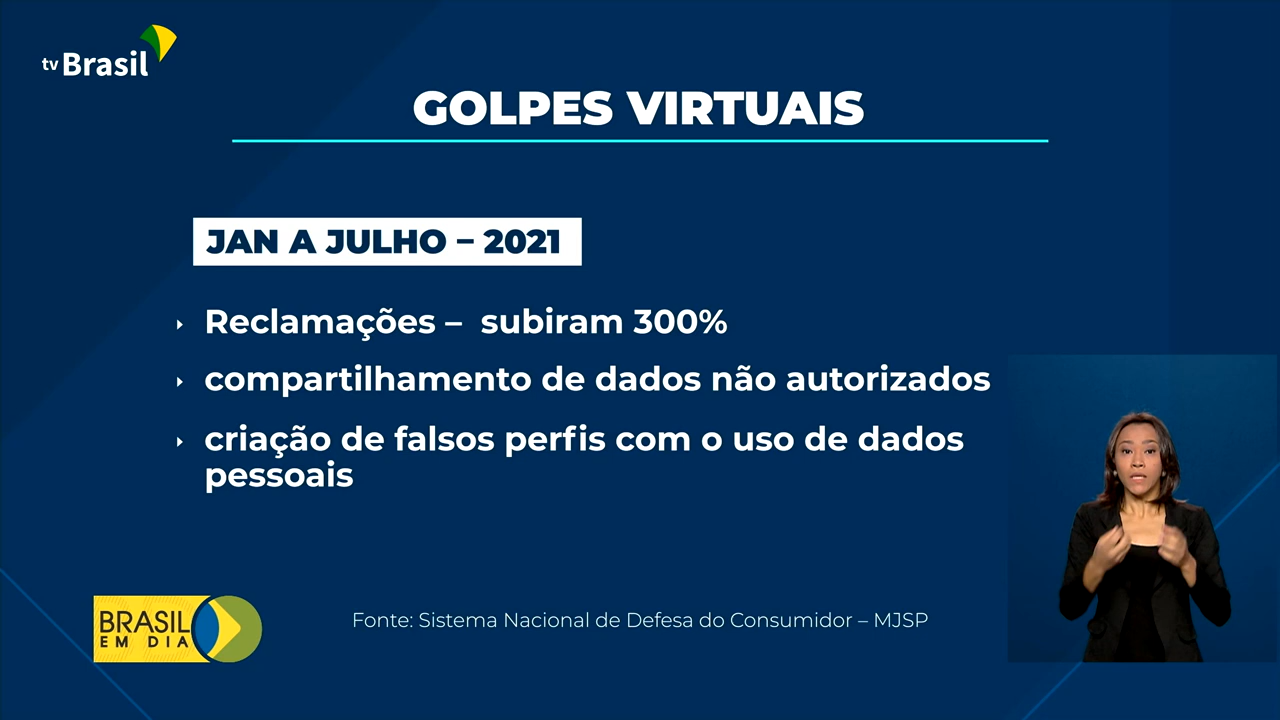 tv Brasil
GOLPES VIRTUAIS
JAN A JULHO – 2021
Reclamações – subiram 300%
compartilhamento de dados não autorizados
criação de falsos perfis com o uso de dados
pessoais
BRASIL
EM DIA
Fonte: Sistema Nacional de Defesa do Consumidor – MJSP